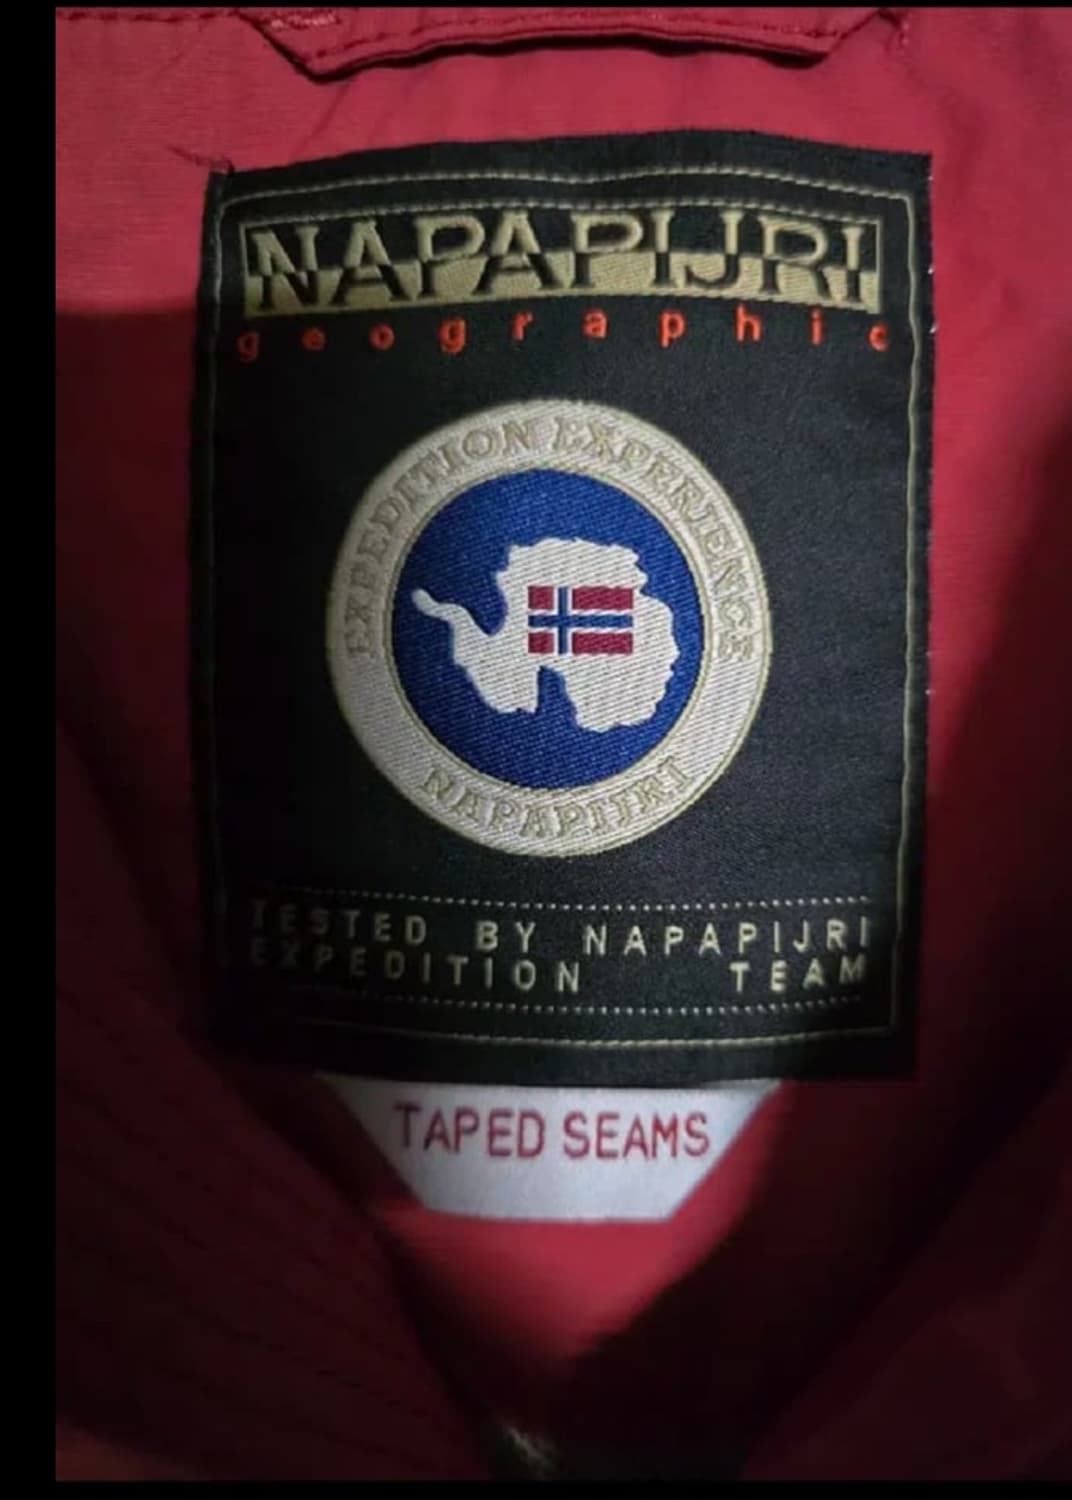 NAPAPIJRI
geographic
EXPEDITION EXPERIENCE
NAPAPIJRI
TESTED BY NAPAPIJRI
EXPEDITION TEAM
TAPED SEAMS